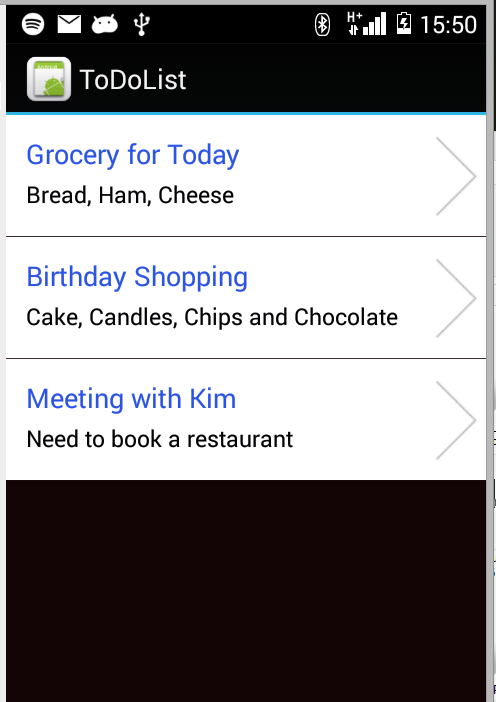 H+ 15:50
ToDoList
Grocery for Today
Bread, Ham, Cheese
Birthday Shopping
Cake, Candles, Chips and Chocolate
Meeting with Kim
Need to book a restaurant